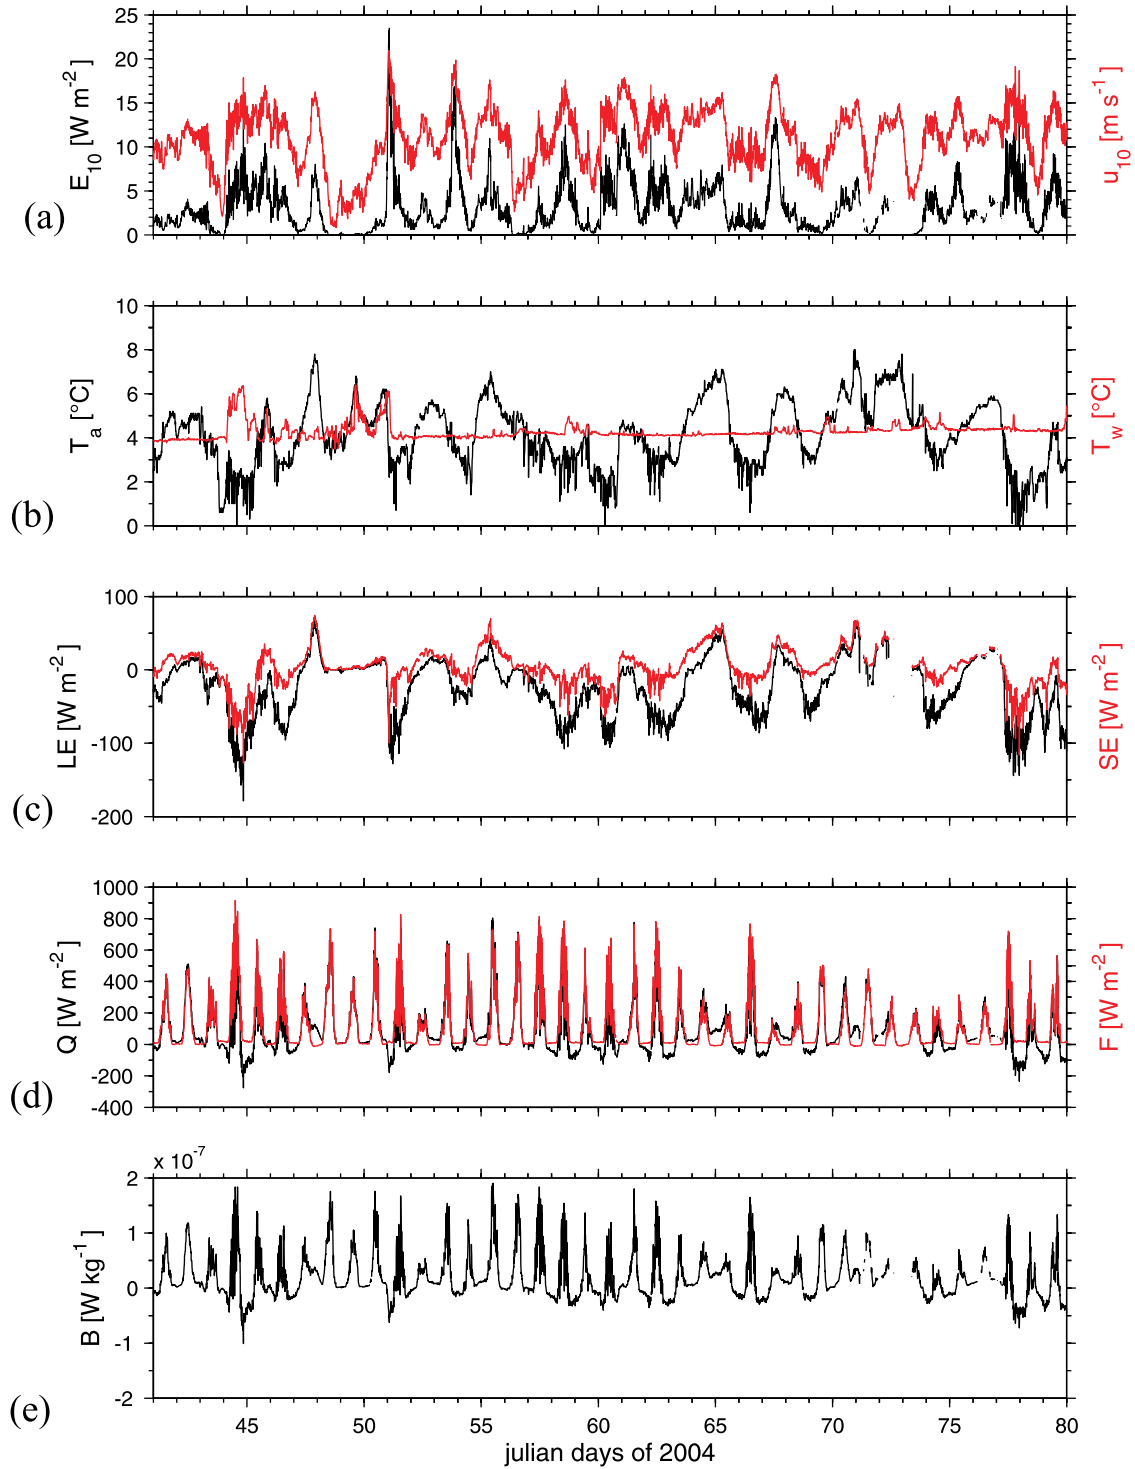 25
20
15
10
5
0
E10 [W m-2 ]
u10 [m s-1 ]
(a)
10
8
6
4
2
0
Ta [°C]
Tw [°C]
(b)
100
0
-100
-200
LE [W m-2 ]
SE [W m-2 ]
(c)
1000
800
600
400
200
0
-200
-400
Q [W m-2 ]
F [W m-2 ]
(d)
x 10-7
2
1
0
-1
-2
B [W kg-1 ]
(e)
45 50 55 60 65 70 75 80
julian days of 2004